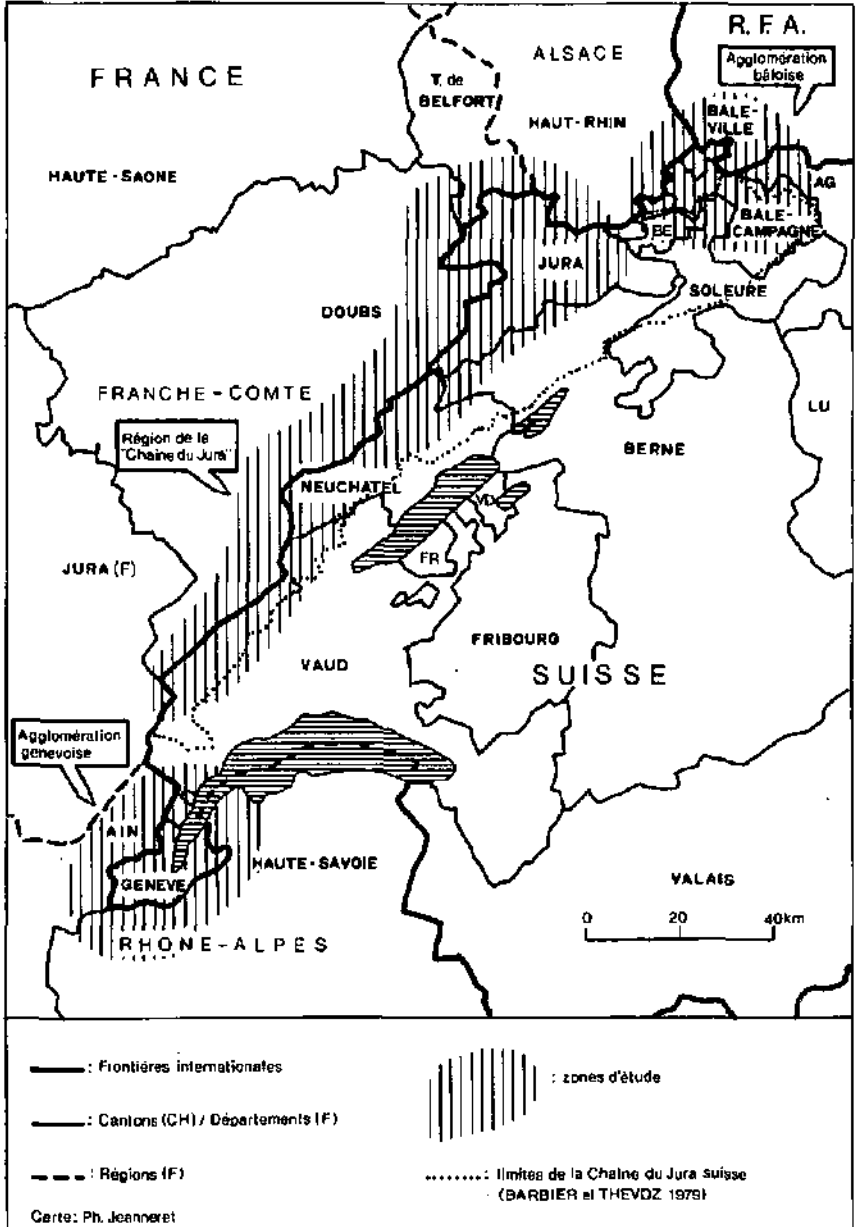 R.F.A.
FRANCE
ALSACE
Agglomération
bâloise
T. de
BELFORT
HAUT-RHIN
BALE-
VILLE
HAUTE-SAONE
AG
BE
BALE-
CAMPAGNE
JURA
SOLEURE
DOUBS
FRANCHE-COMTE
LU
Région de la
"Chaîne du Jura"
BERNE
NEUCHATEL
VD
FR
JURA (F)
FRIBOURG
VAUD
SUISSE
Agglomération
genevoise
AIN
HAUTE-SAVOIE
GENEVE
VALAIS
0 20 40km
RHONE-ALPES
: Frontières internationales
: zones d'étude
: Cantons (CH) / Départements (F)
: Régions (F)
: limites de la Chaîne du Jura suisse
(BARBIER et THEVOZ 1979)
Carte: Ph. Jeanneret